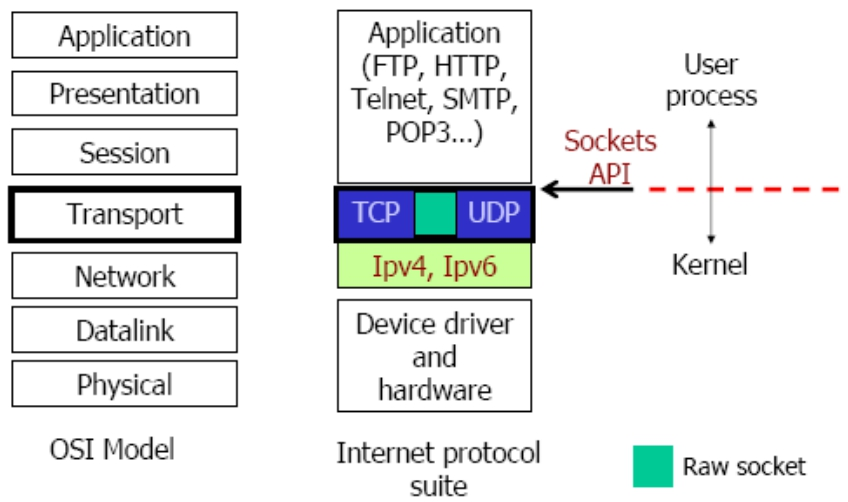 Application
Presentation
Session
Transport
Network
Datalink
Physical
OSI Model
Application
(FTP, HTTP,
Telnet, SMTP,
POP3...)
TCP
UDP
Ipv4, Ipv6
Device driver
and
hardware
Internet protocol
suite
Sockets
API
User
process
Kernel
Raw socket